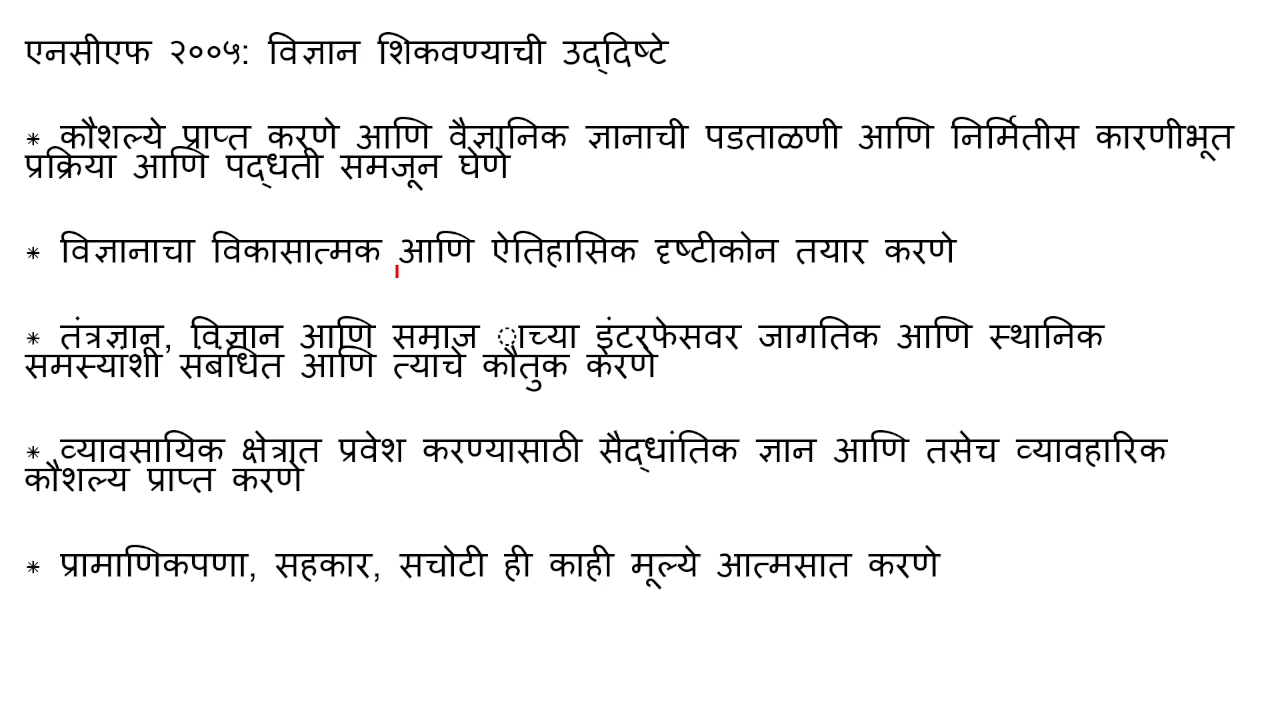 एनसीएफ २००५: विज्ञान शिकवण्याची उद्दिष्टे
* कौशल्ये प्राप्त करणे आणि वैज्ञानिक ज्ञानाची पडताळणी आणि निर्मितीस कारणीभूत
प्रक्रिया आणि पद्धती समजून घेणे
* विज्ञानाचा विकासात्मक आणि ऐतिहासिक दृष्टीकोन तयार करणे
* तंत्रज्ञान, विज्ञान आणि समाज ाच्या इंटरफेसवर जागतिक आणि स्थानिक
समस्यांशी संबंधित आणि त्यांचे कौतुक करणे
* व्यावसायिक क्षेत्रात प्रवेश करण्यासाठी सैद्धांतिक ज्ञान आणि तसेच व्यावहारिक
कौशल्य प्राप्त करणे
* प्रामाणिकपणा, सहकार, सचोटी ही काही मूल्ये आत्मसात करणे